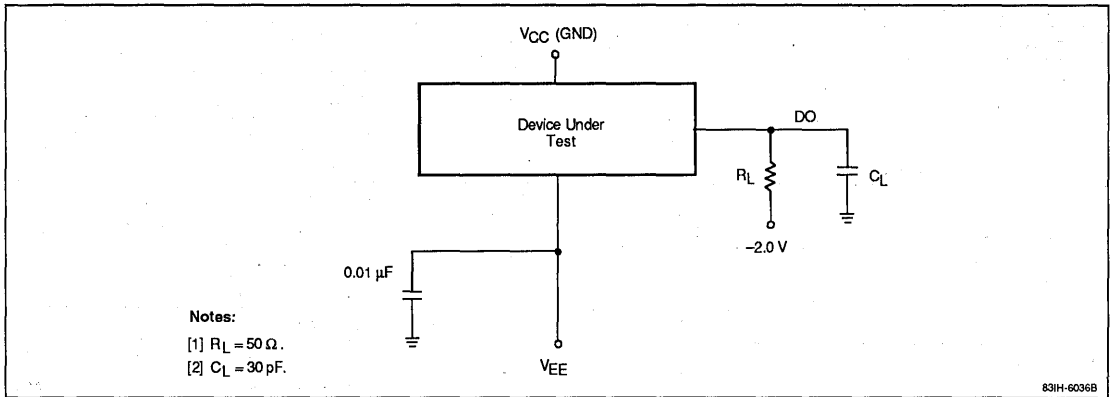 VCC (GND)
Device Under
Test
DO
RL
CL
–2.0 V
0.01 µF
VEE
Notes:
[1] RL = 50 Ω.
[2] CL = 30 pF.
83IH-6036B